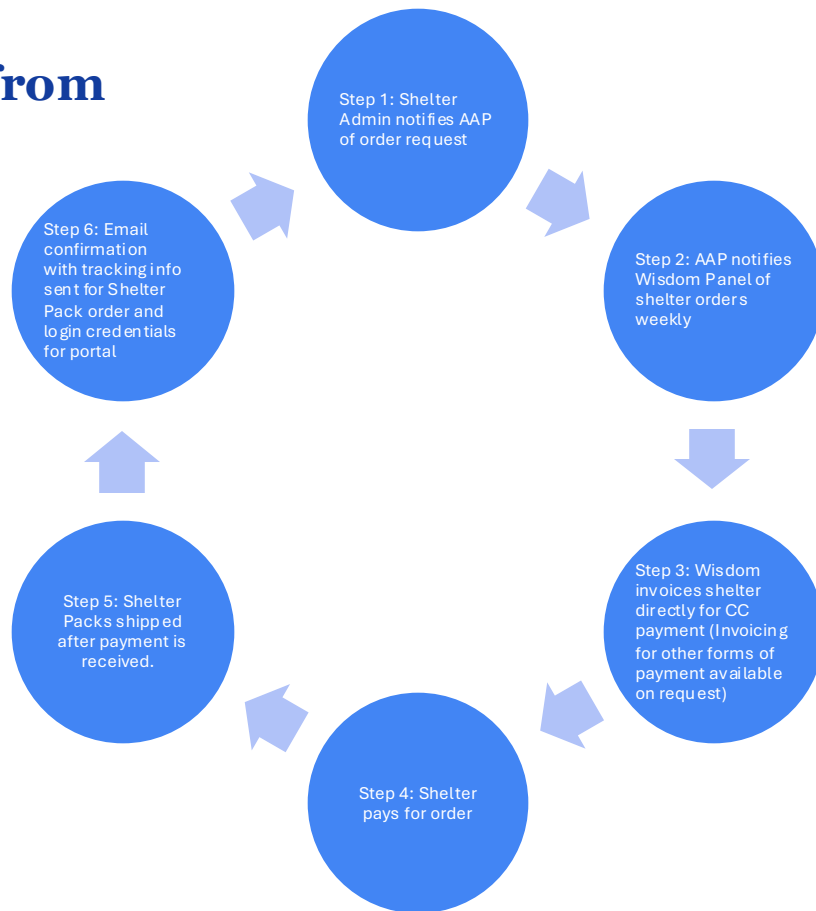 from
Step 1: Shelter
Admin notifies AAP
of order request
Step 2: AAP notifies
Wisdom Panel of
shelter orders
weekly
Step 3: Wisdom
invoices shelter
directly for CC
payment (Invoicing
for other forms of
payment available
on request)
Step 4: Shelter
pays for order
Step 5: Shelter
Packs shipped
after payment is
received.
Step 6: Email
confirmation
with tracking info
sent for Shelter
Pack order and
login credentials
for portal